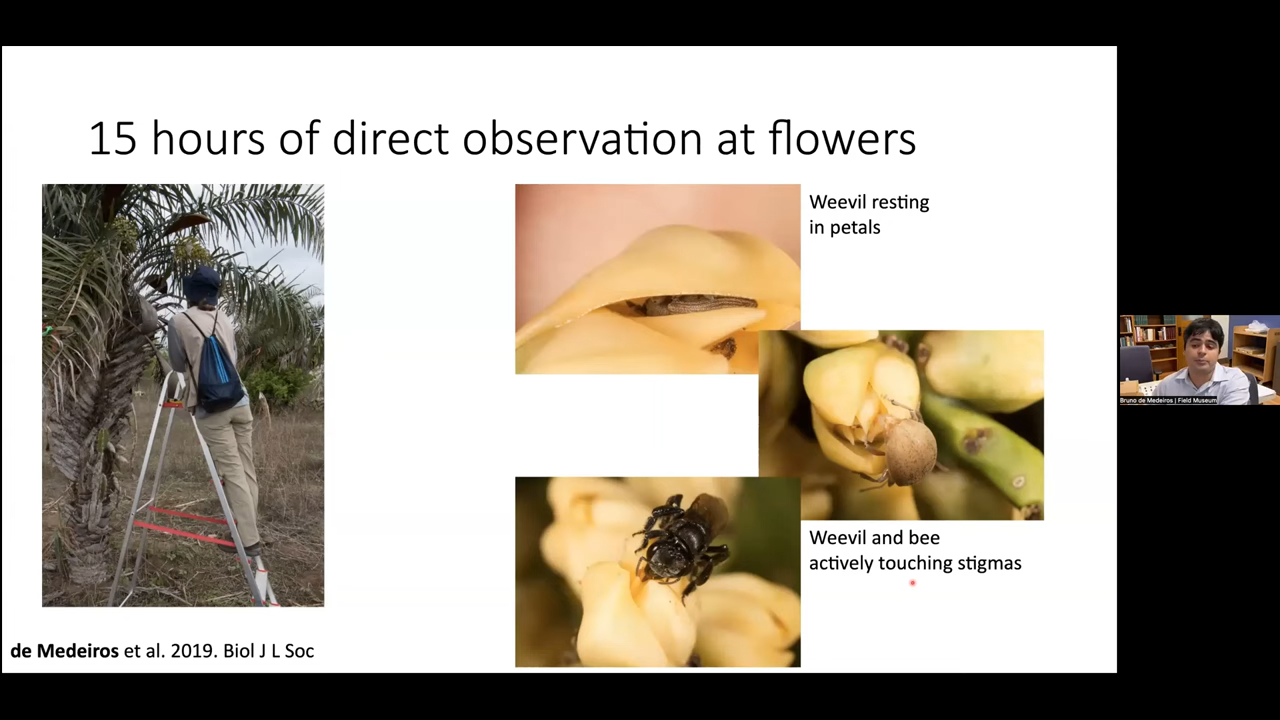 15 hours of direct observation at flowers
Weevil resting
in petals
Weevil and bee
actively touching stigmas
de Medeiros et al. 2019. Biol J L Soc
Bruno de Medeiros | Field Museum